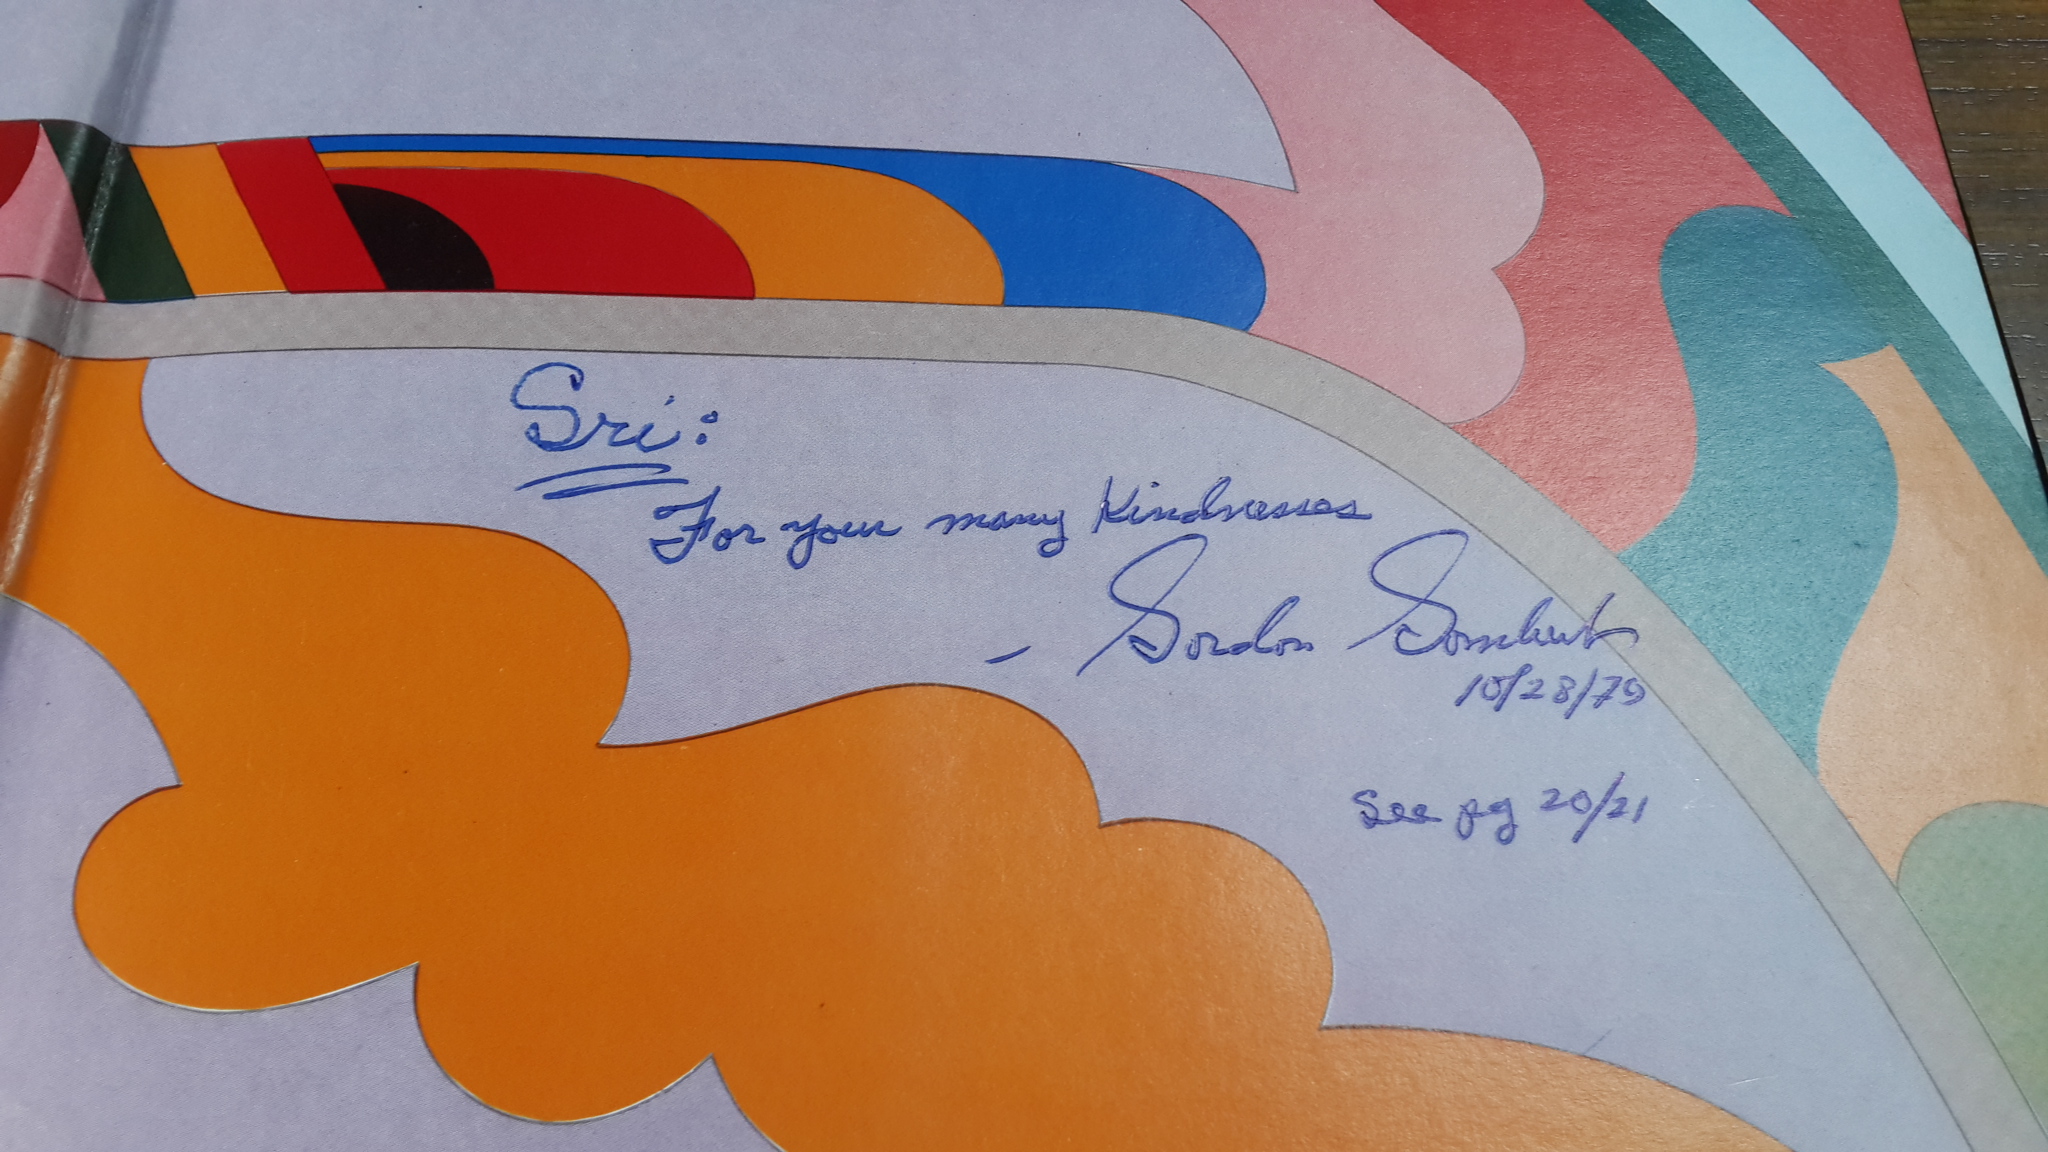 Sri:
For your many Kindnesses
- Gordon
10/28/79
See pg 20/21